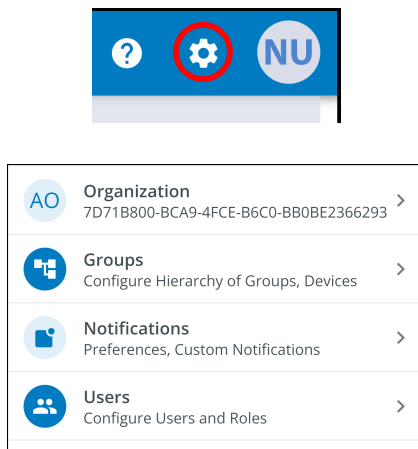 ?
NU
AO
Organization
7D71B800-BCA9-4FCE-B6C0-BB0BE2366293
Groups
Configure Hierarchy of Groups, Devices
Notifications
Preferences, Custom Notifications
Users
Configure Users and Roles